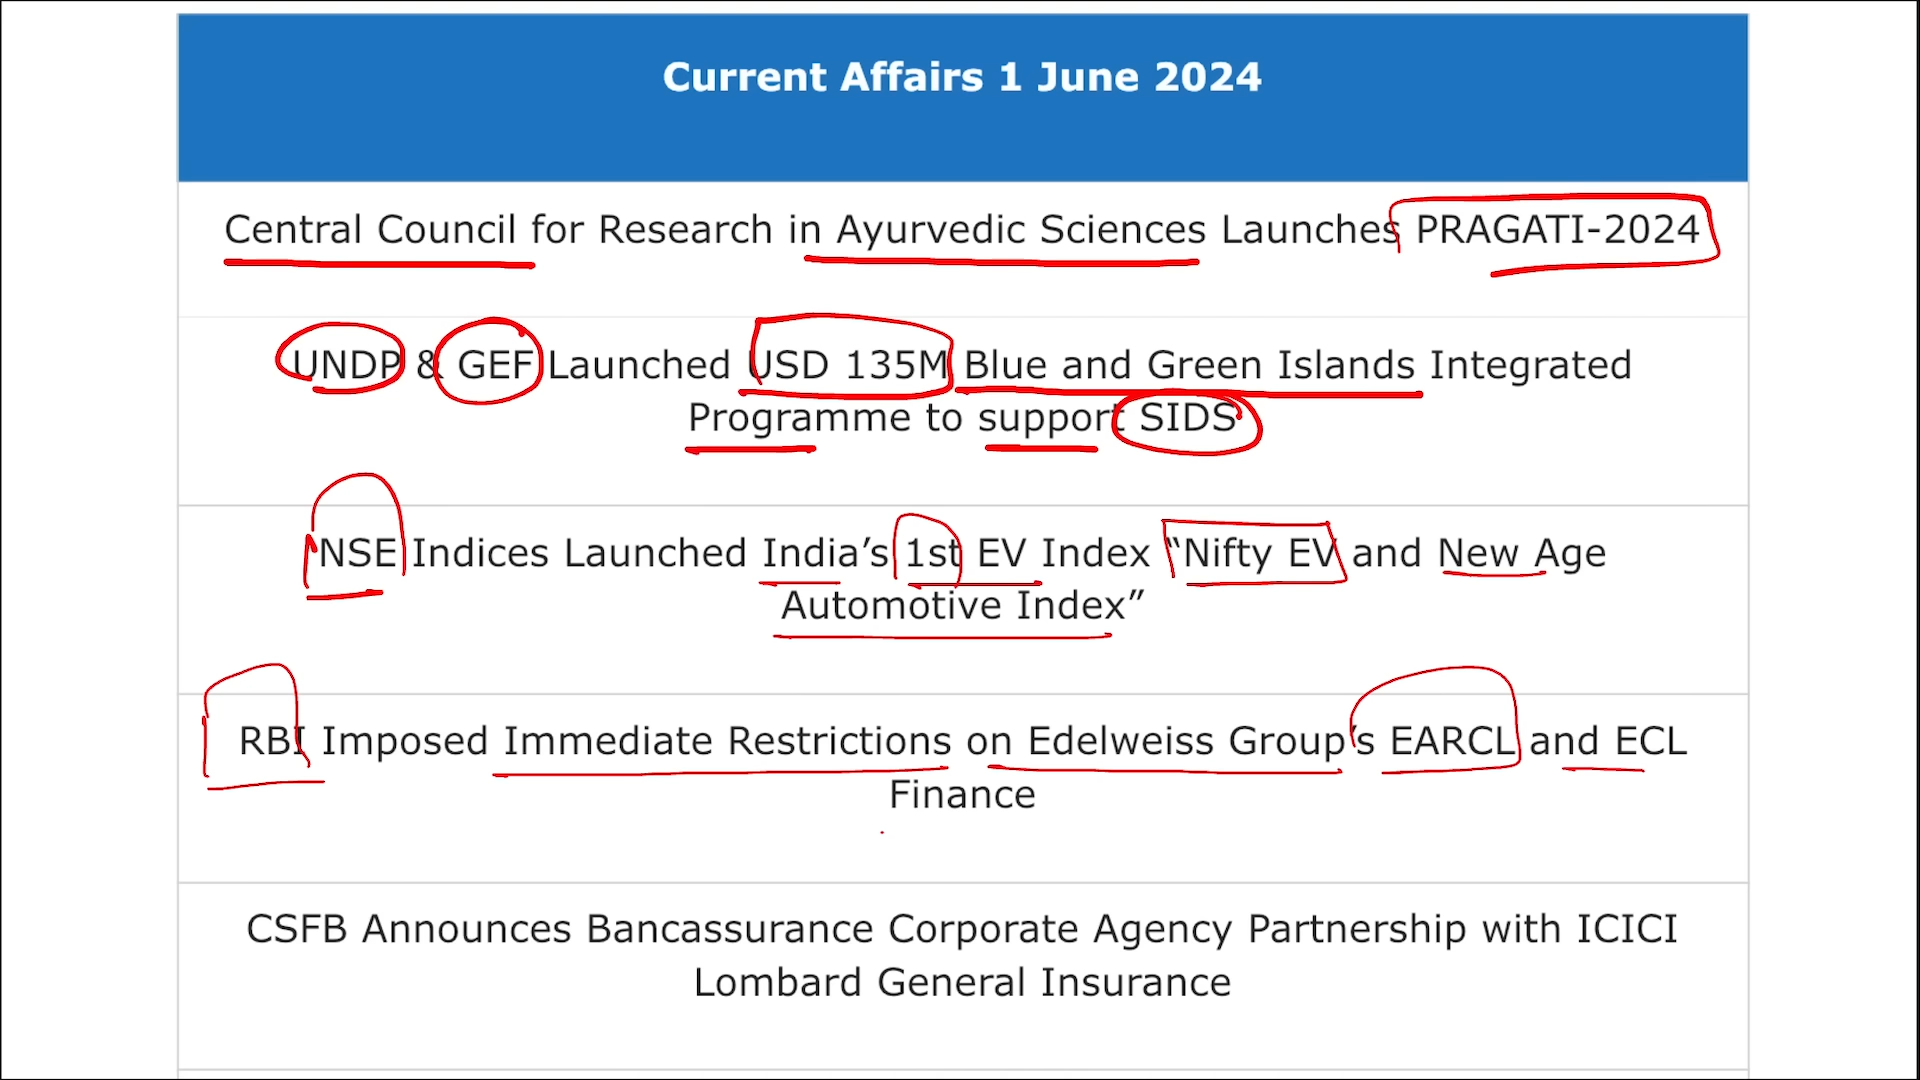 Current Affairs 1 June 2024
Central Council for Research in Ayurvedic Sciences Launches PRAGATI-2024
UNDP & GEF Launched USD 135M Blue and Green Islands Integrated
Programme to support SIDS
NSE Indices Launched India’s 1st EV Index “Nifty EV and New Age
Automotive Index”
RBI Imposed Immediate Restrictions on Edelweiss Group’s EARCL and ECL
Finance
CSFB Announces Bancassurance Corporate Agency Partnership with ICICI
Lombard General Insurance